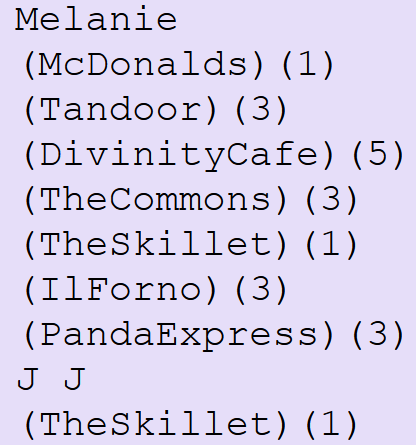 Melanie
(McDonalds)(1)
(Tandoor)(3)
(DivinityCafe)(5)
(TheCommons)(3)
(TheSkillet)(1)
(IlForno)(3)
(PandaExpress)(3)
J J
(TheSkillet)(1)